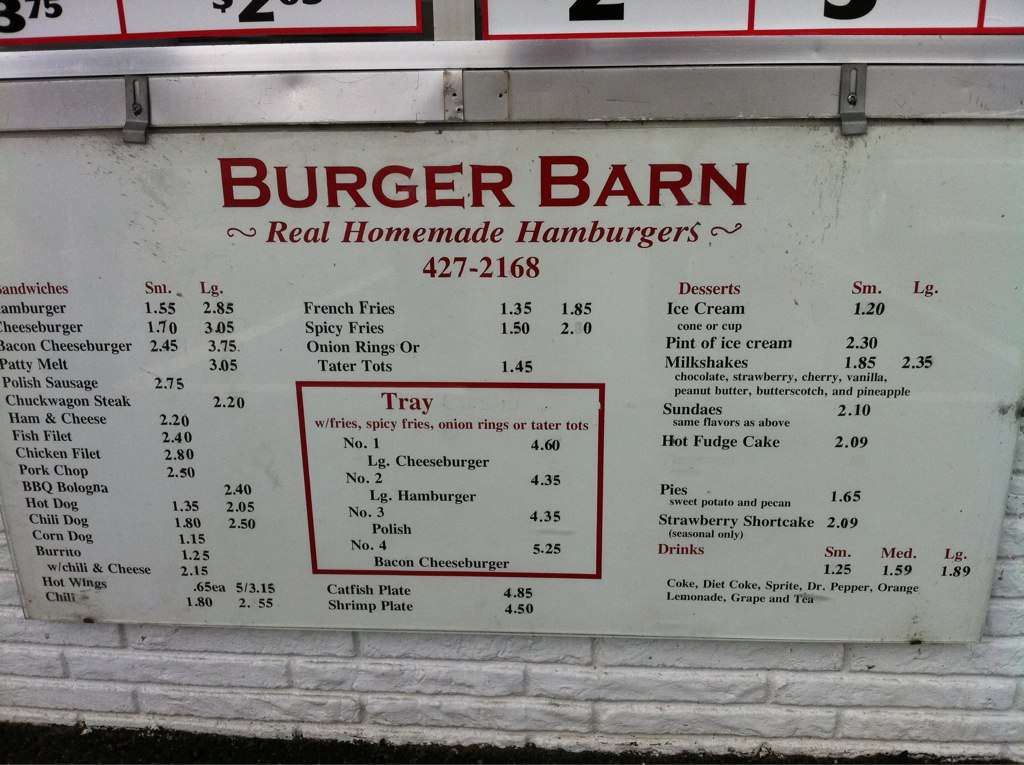 3.75 $2.65
BURGER BARN
~ Real Homemade Hamburgers ~
427-2168
Sandwiches Sm. Lg.
amburger 1.55 2.85
heeseburger 1.70 3.05
Bacon Cheeseburger 2.45 3.75
Patty Melt 3.05
Polish Sausage 2.75
Chuckwagon Steak 2.20
Ham & Cheese 2.20
Fish Filet 2.40
Chicken Filet 2.80
Pork Chop 2.50
BBQ Bologna 2.40
Hot Dog 1.35 2.05
Chili Dog 1.80 2.50
Corn Dog 1.15
Burrito 1.25
w/chili & Cheese 2.15
Hot Wings .65ea 5/3.15
Chili 1.80 2.55
French Fries 1.35 1.85
Spicy Fries 1.50
Onion Rings Or
Tater Tots 1.45
Tray
w/fries, spicy fries, onion rings or tater tots
No. 1 4.60
Lg. Cheeseburger
No. 2 4.35
Lg. Hamburger
No. 3 4.35
Polish
No. 4 5.25
Bacon Cheeseburger
Catfish Plate 4.85
Shrimp Plate 4.50
Desserts Sm. Lg.
Ice Cream 1.20
cone or cup
Pint of ice cream 2.30
Milkshakes 1.85 2.35
chocolate, strawberry, cherry, vanilla,
peanut butter, butterscotch, and pineapple
Sundaes 2.10
same flavors as above
Hot Fudge Cake 2.09
Pies 1.65
sweet potato and pecan
Strawberry Shortcake 2.09
(seasonal only)
Drinks Sm. Med. Lg.
1.25 1.59 1.89
Coke, Diet Coke, Sprite, Dr. Pepper, Orange
Lemonade, Grape and Tea